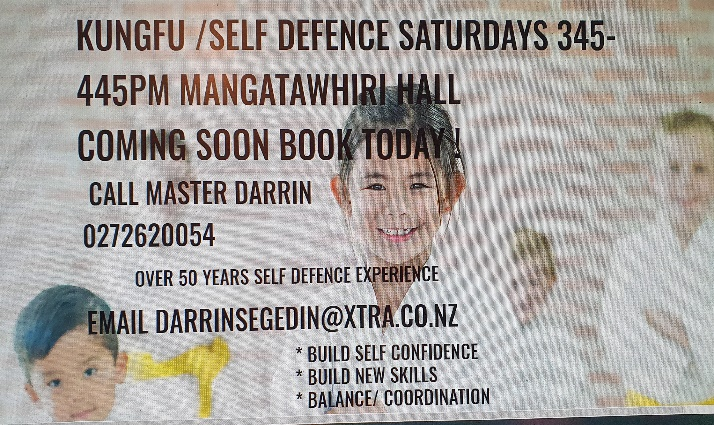 KUNGFU /SELF DEFENCE SATURDAYS 345-
445PM MANGATAWHIRI HALL
COMING SOON BOOK TODAY !
CALL MASTER DARRIN
0272620054
OVER 50 YEARS SELF DEFENCE EXPERIENCE
EMAIL DARRINSEGEDIN@XTRA.CO.NZ
* BUILD SELF CONFIDENCE
* BUILD NEW SKILLS
* BALANCE/ COORDINATION